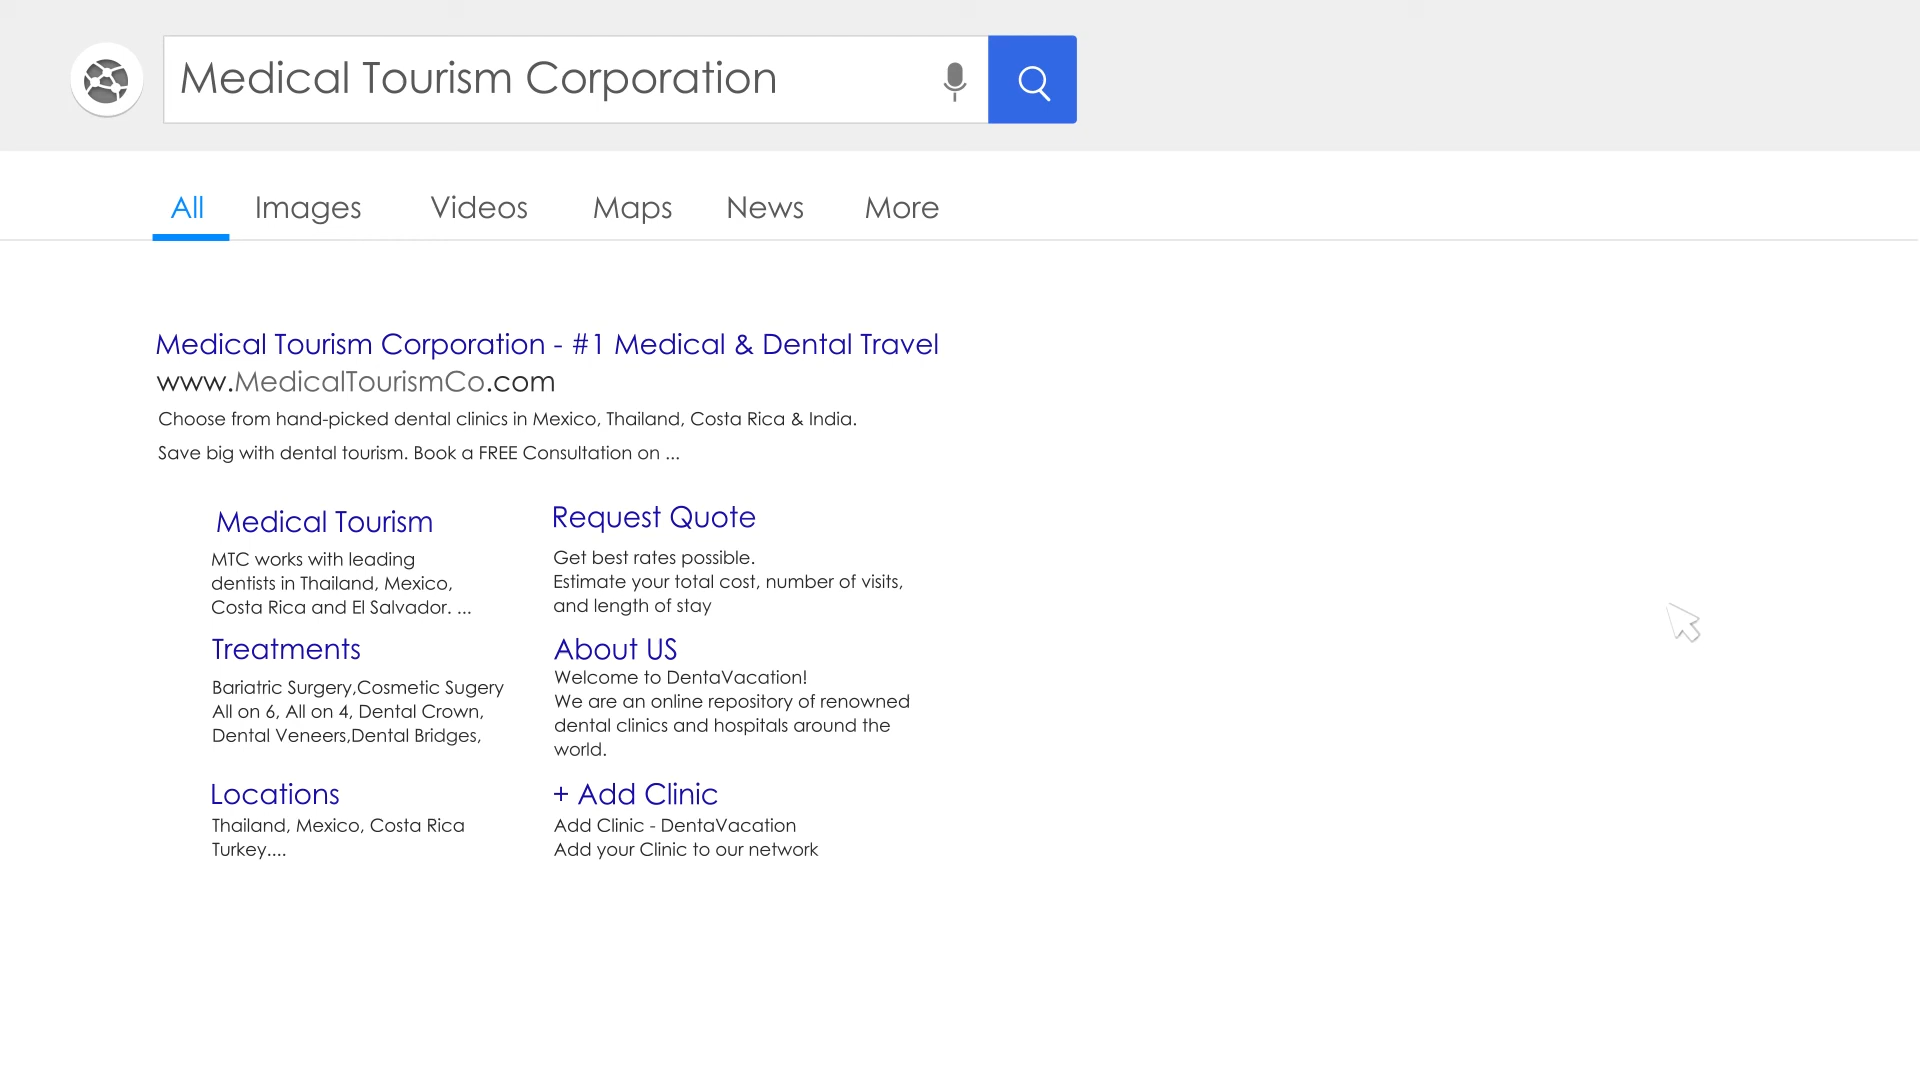 Medical Tourism Corporation
All Images Videos Maps News More
Medical Tourism Corporation - #1 Medical & Dental Travel
www.MedicalTourismCo.com
Choose from hand-picked dental clinics in Mexico, Thailand, Costa Rica & India.
Save big with dental tourism. Book a FREE Consultation on ...
Medical Tourism
MTC works with leading
dentists in Thailand, Mexico,
Costa Rica and El Salvador. ...
Request Quote
Get best rates possible.
Estimate your total cost, number of visits,
and length of stay
Treatments
Bariatric Surgery,Cosmetic Sugery
All on 6, All on 4, Dental Crown,
Dental Veneers,Dental Bridges,
About US
Welcome to DentaVacation!
We are an online repository of renowned
dental clinics and hospitals around the
world.
Locations
Thailand, Mexico, Costa Rica
Turkey....
+ Add Clinic
Add Clinic - DentaVacation
Add your Clinic to our network